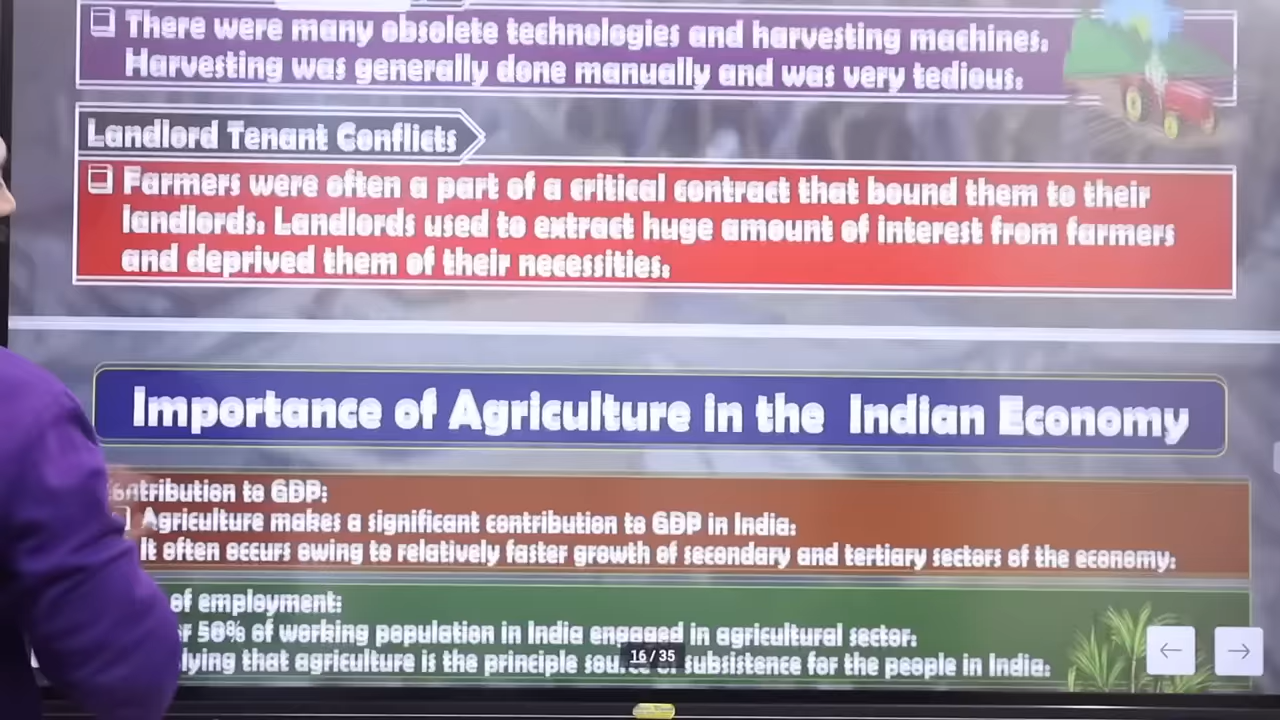 There were many obsolete technologies and harvesting machines.
Harvesting was generally done manually and was very tedious.
Landlord Tenant Conflicts
Farmers were often a part of a critical contract that bound them to their
landlords. Landlords used to extract huge amount of interest from farmers
and deprived them of their necessities.
Importance of Agriculture in the Indian Economy
Contribution to GDP:
Agriculture makes a significant contribution to GDP in India:
It often occurs owing to relatively faster growth of secondary and tertiary sectors of the economy:
of employment:
50% of working population in India engaged in agricultural sector:
that agriculture is the principle subsistence for the people in India:
16 / 35